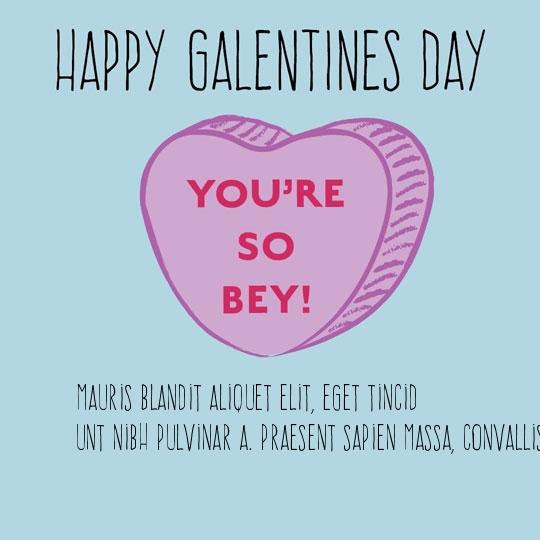 HAPPY GALENTINES DAY
YOU'RE
SO
BEY!
MAURIS BLANDIT ALIQUET ELIT, EGET TINCID
UNT NIBH PULVINAR A. PRAESENT SAPIEN MASSA, CONVALLIS